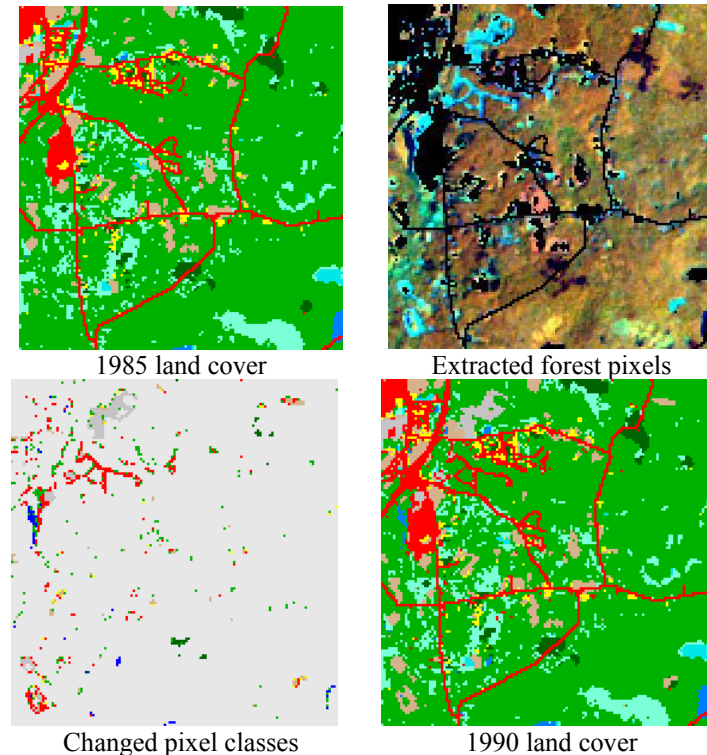 1985 land cover
Extracted forest pixels
Changed pixel classes
1990 land cover